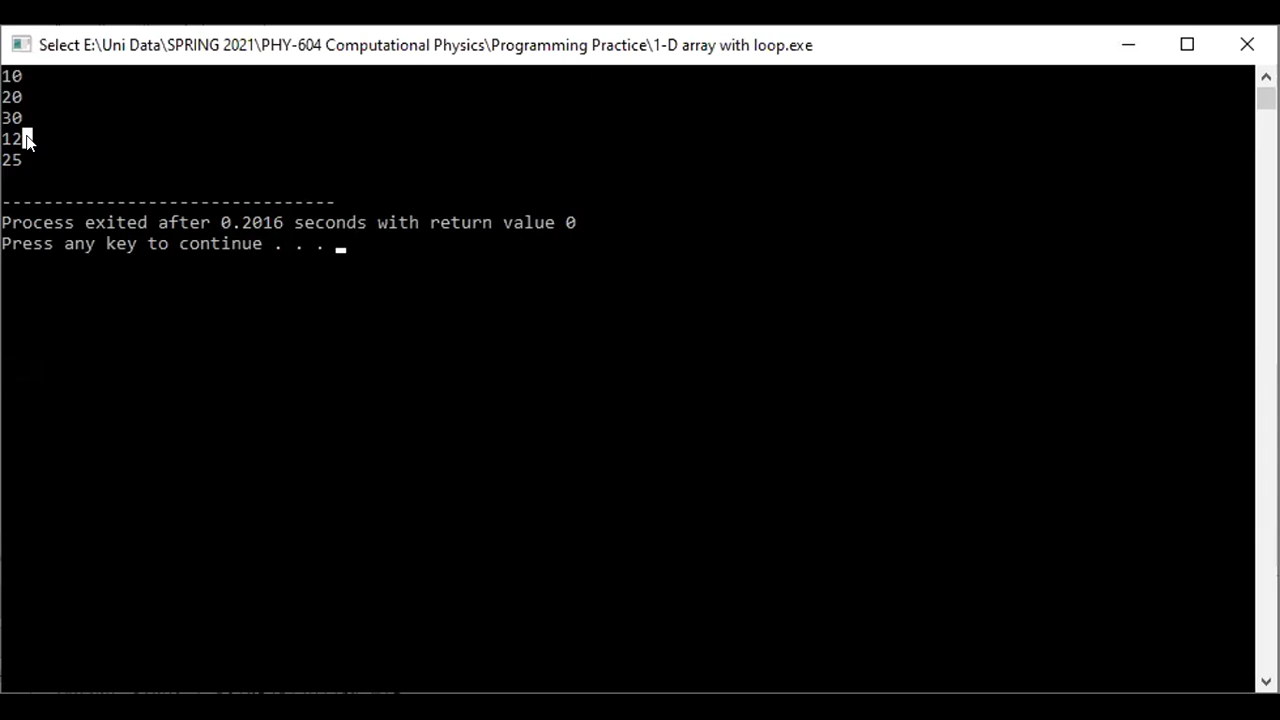 Select E:\Uni Data\SPRING 2021\PHY-604 Computational Physics\Programming Practice\1-D array with loop.exe
10
20
30
12
25
--------------------------------
Process exited after 0.2016 seconds with return value 0
Press any key to continue . . .